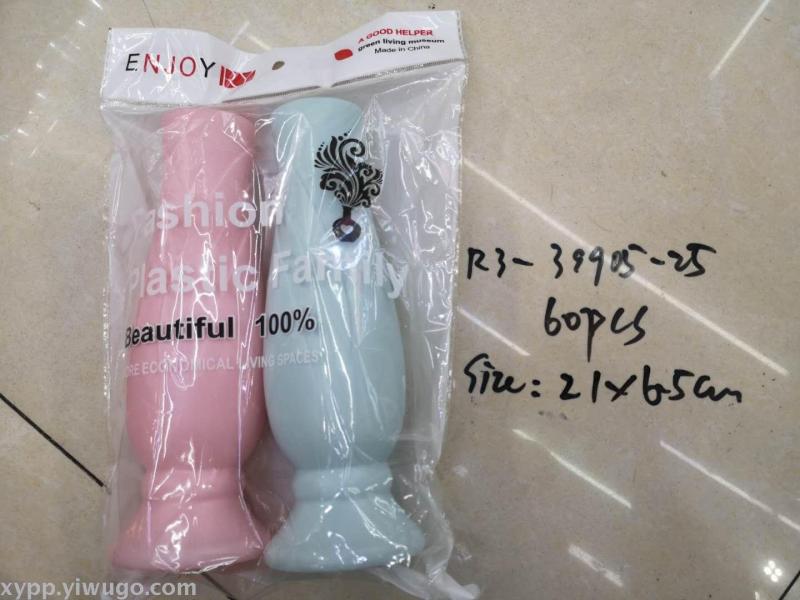 ENJOY
A GOOD HELPER
green living museum
Made in China
Fashion
Plastic Family
Beautiful 100%
ORE ECONOMICAL LIVING SPACES
R3-39905-25
60pcs
Size: 21x6.5cm
xypp.yiwugo.com